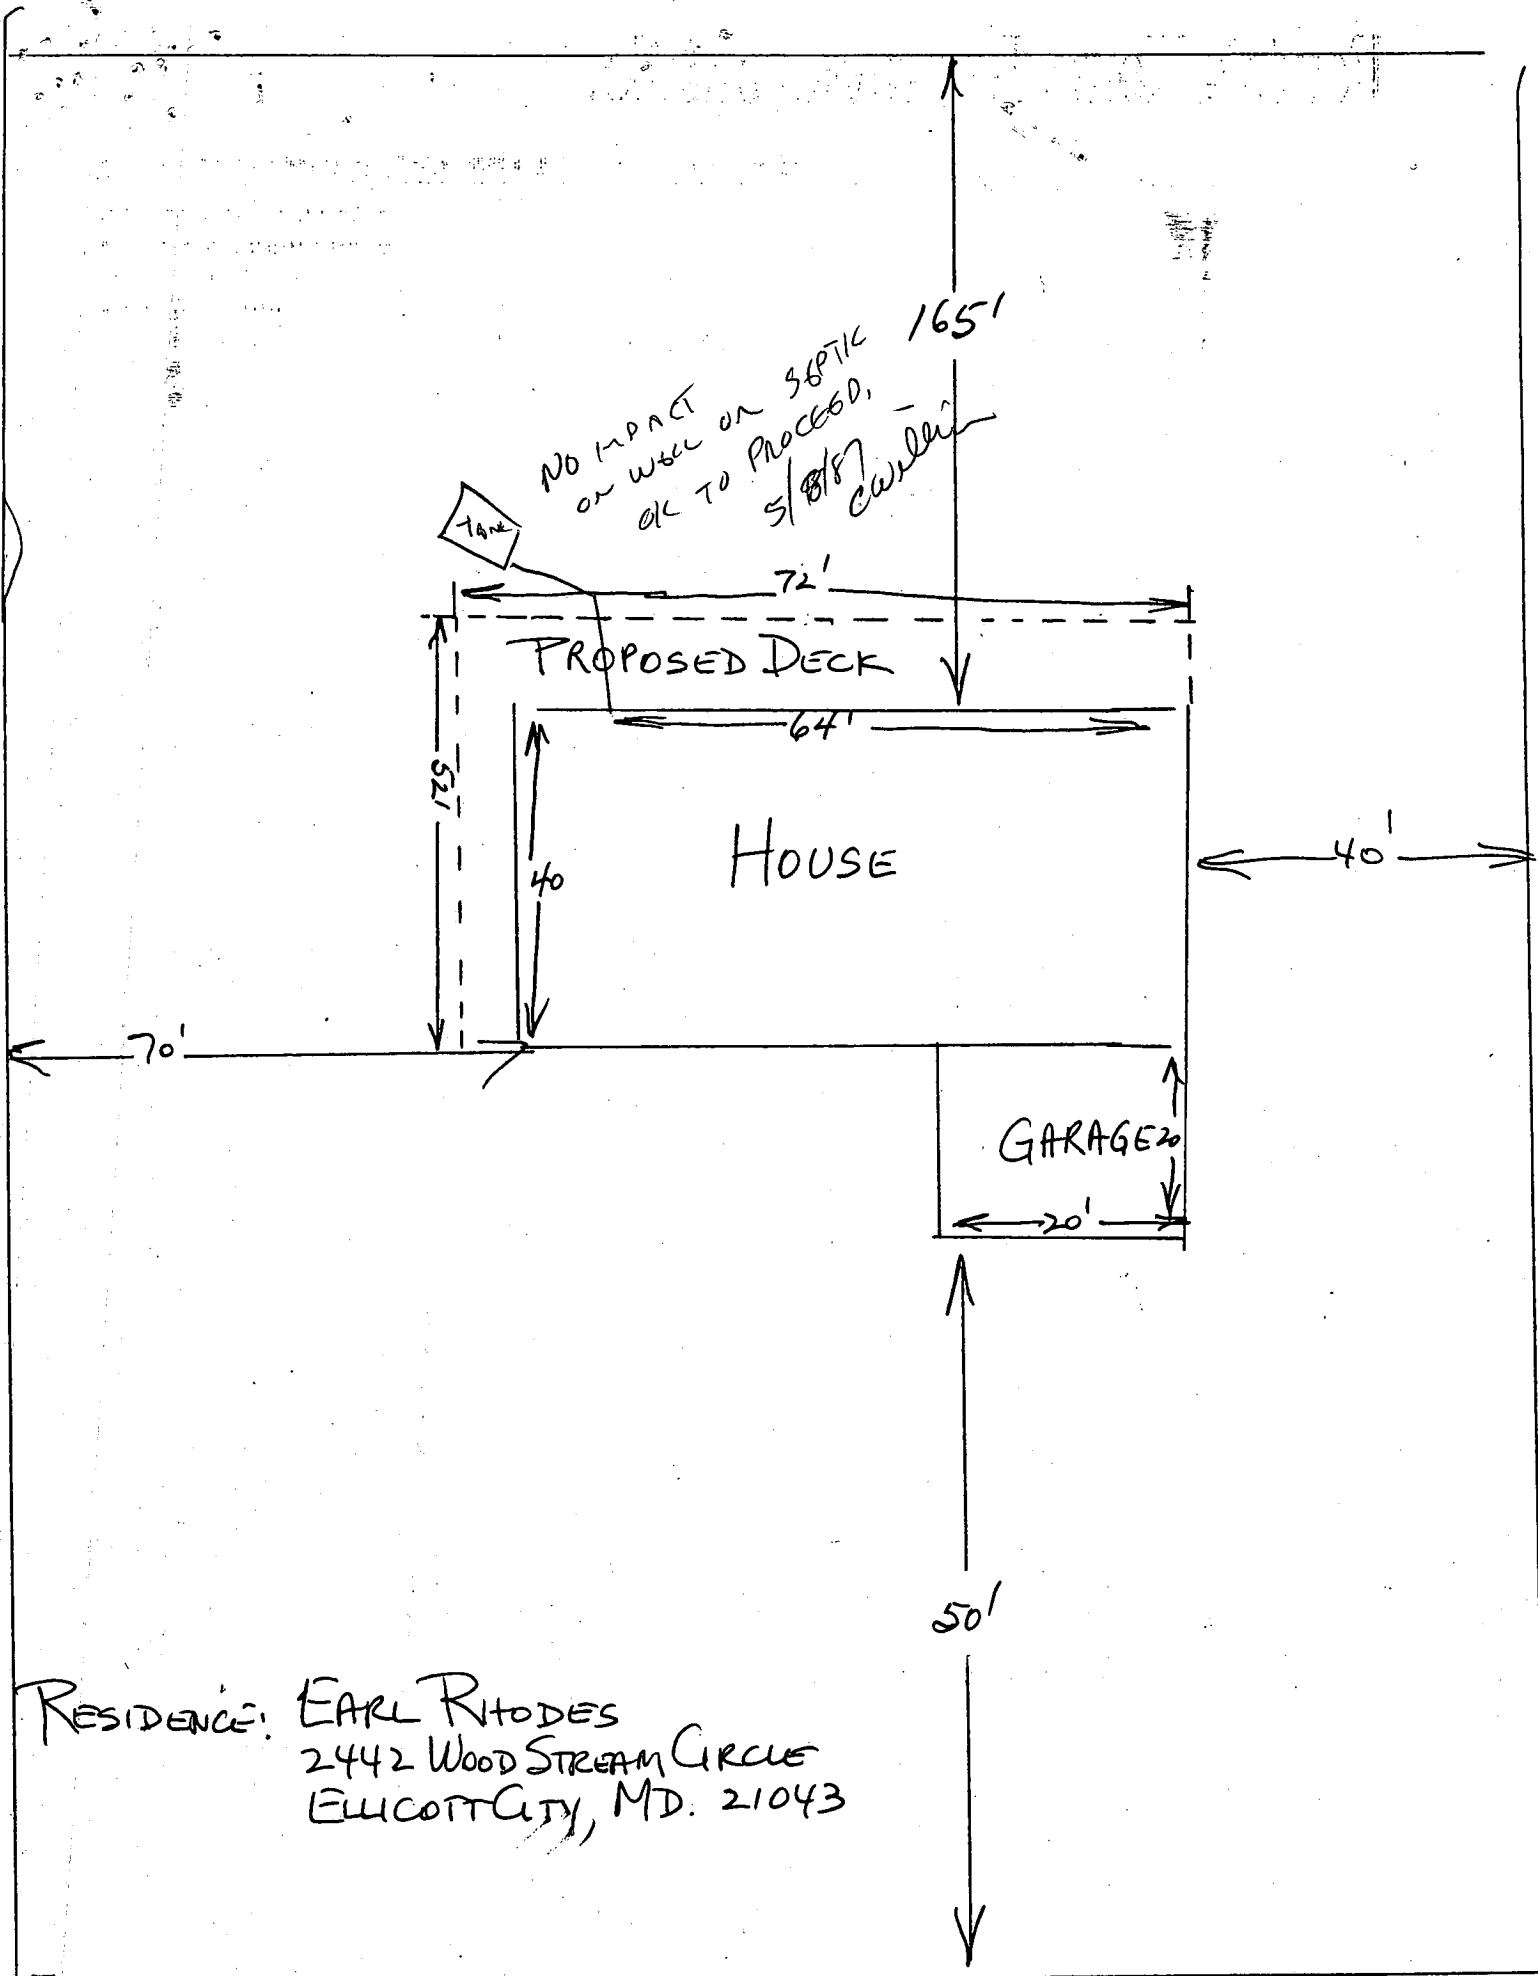 165'
NO IMPACT
ON WELL OR SEPTIC
OK TO PROCEED,
5/8/87
TANK
72'
PROPOSED DECK
64'
52'
40
HOUSE
40'
70'
GARAGE
20
20'
50'
RESIDENCE: EARL RHODES
2442 WOOD STREAM CIRCLE
ELLICOTT CITY, MD. 21043